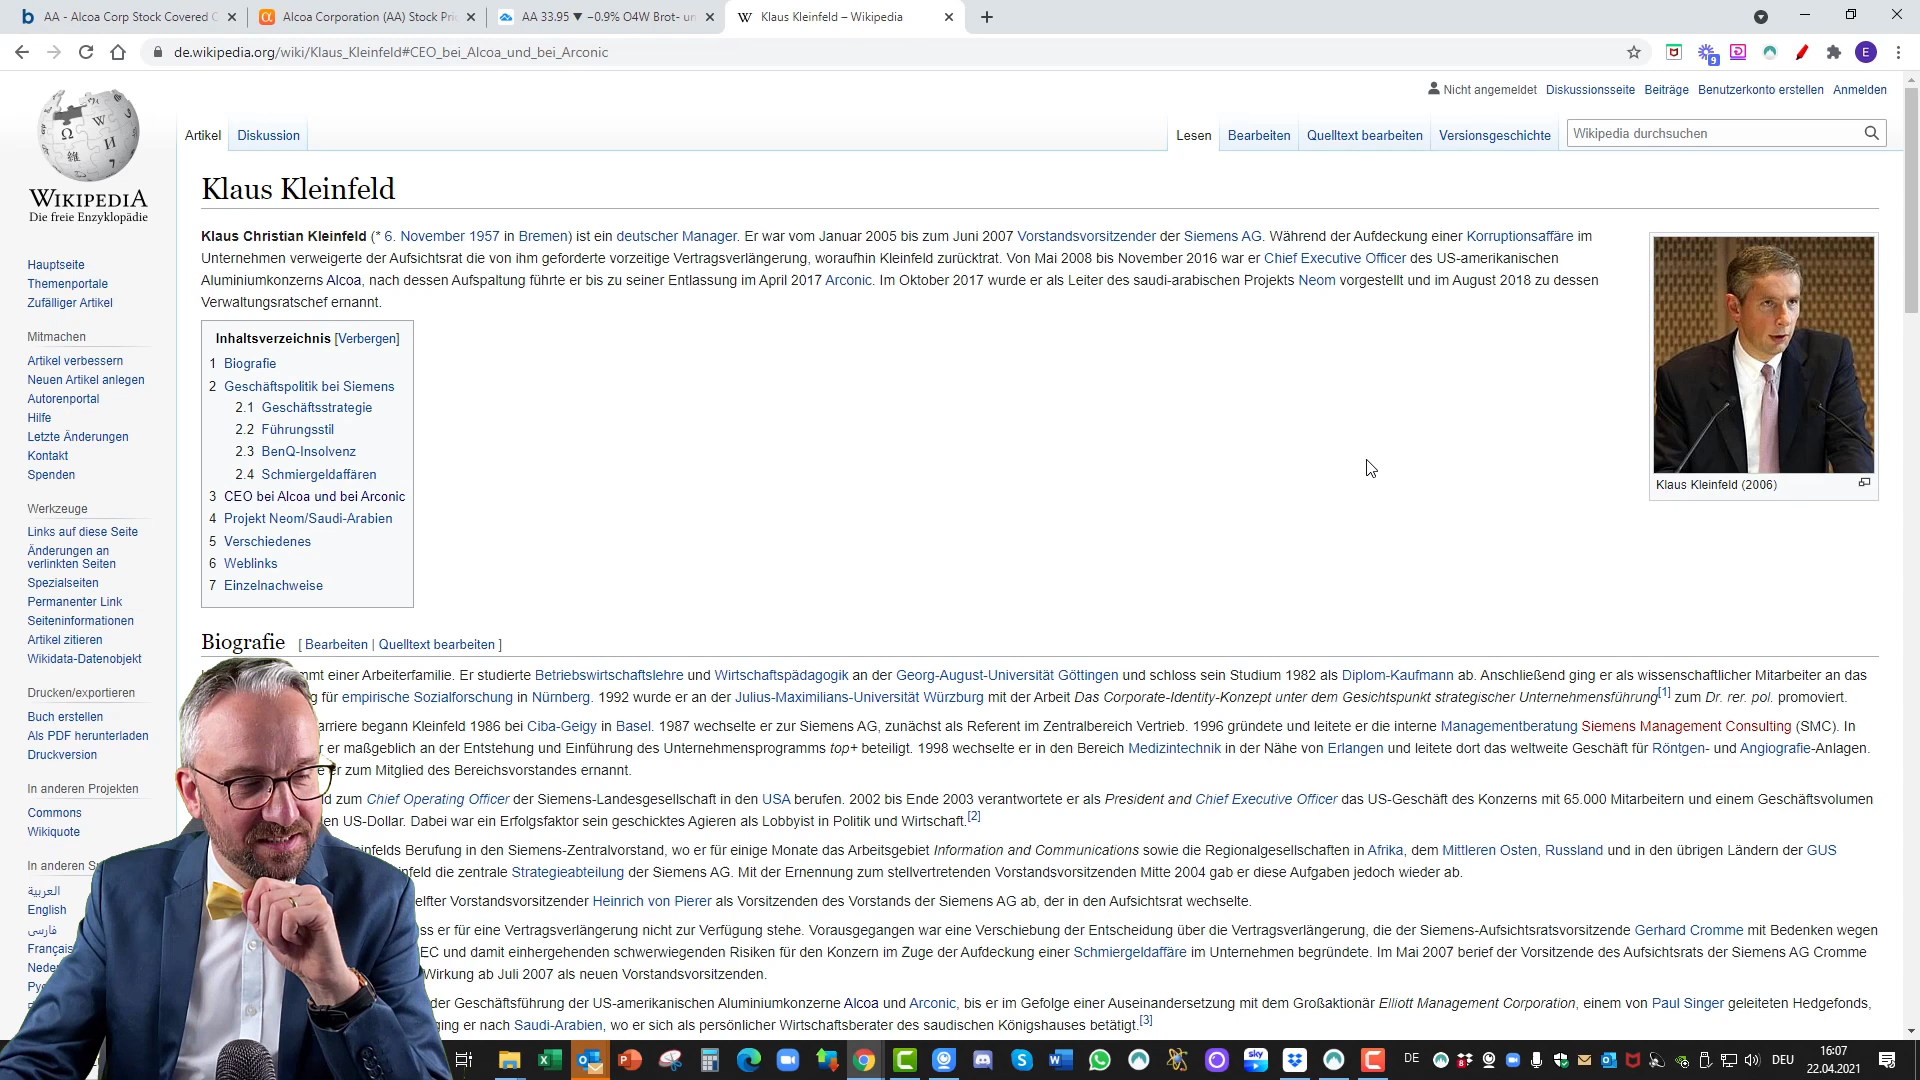 AA - Alcoa Corp Stock Covered C
Alcoa Corporation (AA) Stock Pri
AA 33.95 ▼ −0.9% O4W Brot- un
Klaus Kleinfeld – Wikipedia
de.wikipedia.org/wiki/Klaus_Kleinfeld#CEO_bei_Alcoa_und_bei_Arconic
9
E
Nicht angemeldet Diskussionsseite Beiträge Benutzerkonto erstellen Anmelden
Artikel Diskussion Lesen Bearbeiten Quelltext bearbeiten Versionsgeschichte Wikipedia durchsuchen
WIKIPEDIA
Die freie Enzyklopädie
Hauptseite
Themenportale
Zufälliger Artikel
Mitmachen
Artikel verbessern
Neuen Artikel anlegen
Autorenportal
Hilfe
Letzte Änderungen
Kontakt
Spenden
Werkzeuge
Links auf diese Seite
Änderungen an
verlinkten Seiten
Spezialseiten
Permanenter Link
Seiteninformationen
Artikel zitieren
Wikidata-Datenobjekt
Drucken/exportieren
Buch erstellen
Als PDF herunterladen
Druckversion
In anderen Projekten
Commons
Wikiquote
In anderen
العربية
English
فارسی
Français
Klaus Kleinfeld
Klaus Christian Kleinfeld (* 6. November 1957 in Bremen) ist ein deutscher Manager. Er war vom Januar 2005 bis zum Juni 2007 Vorstandsvorsitzender der Siemens AG. Während der Aufdeckung einer Korruptionsaffäre im
Unternehmen verweigerte der Aufsichtsrat die von ihm geforderte vorzeitige Vertragsverlängerung, woraufhin Kleinfeld zurücktrat. Von Mai 2008 bis November 2016 war er Chief Executive Officer des US-amerikanischen
Aluminiumkonzerns Alcoa, nach dessen Aufspaltung führte er bis zu seiner Entlassung im April 2017 Arconic. Im Oktober 2017 wurde er als Leiter des saudi-arabischen Projekts Neom vorgestellt und im August 2018 zu dessen
Verwaltungsratschef ernannt.
Klaus Kleinfeld (2006)
Inhaltsverzeichnis [Verbergen]
1 Biografie
2 Geschäftspolitik bei Siemens
2.1 Geschäftsstrategie
2.2 Führungsstil
2.3 BenQ-Insolvenz
2.4 Schmiergeldaffären
3 CEO bei Alcoa und bei Arconic
4 Projekt Neom/Saudi-Arabien
5 Verschiedenes
6 Weblinks
7 Einzelnachweise
Biografie [ Bearbeiten | Quelltext bearbeiten ]
mmt einer Arbeiterfamilie. Er studierte Betriebswirtschaftslehre und Wirtschaftspädagogik an der Georg-August-Universität Göttingen und schloss sein Studium 1982 als Diplom-Kaufmann ab. Anschließend ging er als wissenschaftlicher Mitarbeiter an das
g für empirische Sozialforschung in Nürnberg. 1992 wurde er an der Julius-Maximilians-Universität Würzburg mit der Arbeit Das Corporate-Identity-Konzept unter dem Gesichtspunkt strategischer Unternehmensführung[1] zum Dr. rer. pol. promoviert.
arriere begann Kleinfeld 1986 bei Ciba-Geigy in Basel. 1987 wechselte er zur Siemens AG, zunächst als Referent im Zentralbereich Vertrieb. 1996 gründete und leitete er die interne Managementberatung Siemens Management Consulting (SMC). In
r er maßgeblich an der Entstehung und Einführung des Unternehmensprogramms top+ beteiligt. 1998 wechselte er in den Bereich Medizintechnik in der Nähe von Erlangen und leitete dort das weltweite Geschäft für Röntgen- und Angiografie-Anlagen.
e er zum Mitglied des Bereichsvorstandes ernannt.
ld zum Chief Operating Officer der Siemens-Landesgesellschaft in den USA berufen. 2002 bis Ende 2003 verantwortete er als President and Chief Executive Officer das US-Geschäft des Konzerns mit 65.000 Mitarbeitern und einem Geschäftsvolumen
en US-Dollar. Dabei war ein Erfolgsfaktor sein geschicktes Agieren als Lobbyist in Politik und Wirtschaft.[2]
infelds Berufung in den Siemens-Zentralvorstand, wo er für einige Monate das Arbeitsgebiet Information and Communications sowie die Regionalgesellschaften in Afrika, dem Mittleren Osten, Russland und in den übrigen Ländern der GUS
nfeld die zentrale Strategieabteilung der Siemens AG. Mit der Ernennung zum stellvertretenden Vorstandsvorsitzenden Mitte 2004 gab er diese Aufgaben jedoch wieder ab.
elfter Vorstandsvorsitzender Heinrich von Pierer als Vorsitzenden des Vorstands der Siemens AG ab, der in den Aufsichtsrat wechselte.
ss er für eine Vertragsverlängerung nicht zur Verfügung stehe. Vorausgegangen war eine Verschiebung der Entscheidung über die Vertragsverlängerung, die der Siemens-Aufsichtsratsvorsitzende Gerhard Cromme mit Bedenken wegen
EC und damit einhergehenden schwerwiegenden Risiken für den Konzern im Zuge der Aufdeckung einer Schmiergeldaffäre im Unternehmen begründete. Im Mai 2007 berief der Vorsitzende des Aufsichtsrats der Siemens AG Cromme
Wirkung ab Juli 2007 als neuen Vorstandsvorsitzenden.
der Geschäftsführung der US-amerikanischen Aluminiumkonzerne Alcoa und Arconic, bis er im Gefolge einer Auseinandersetzung mit dem Großaktionär Elliott Management Corporation, einem von Paul Singer geleiteten Hedgefonds,
ging er nach Saudi-Arabien, wo er sich als persönlicher Wirtschaftsberater des saudischen Königshauses betätigt.[3]
DE
DEU
16:07
22.04.2021